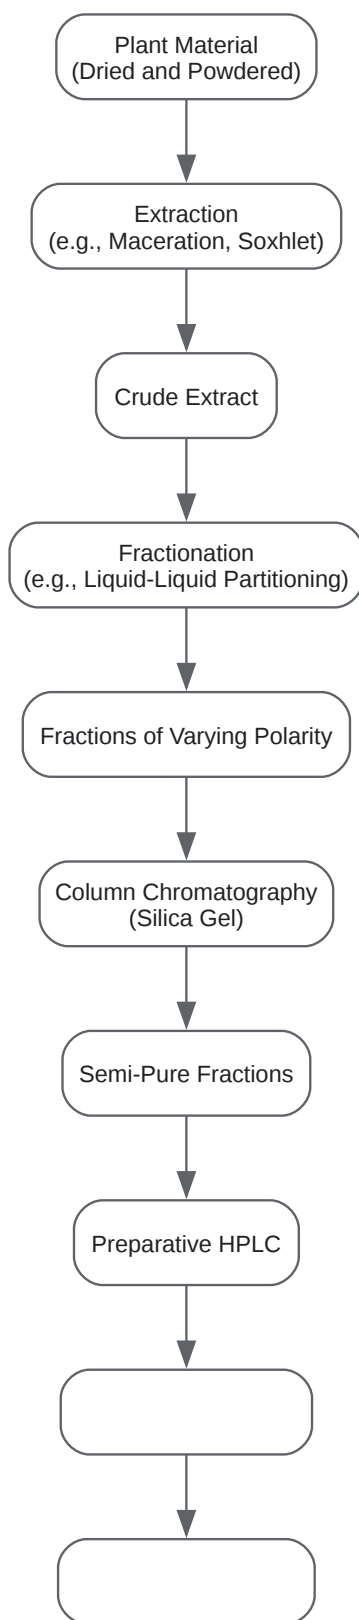 Plant Material
(Dried and Powdered)
Extraction
(e.g., Maceration, Soxhlet)
Crude Extract
Fractionation
(e.g., Liquid-Liquid Partitioning)
Fractions of Varying Polarity
Column Chromatography
(Silica Gel)
Semi-Pure Fractions
Preparative HPLC